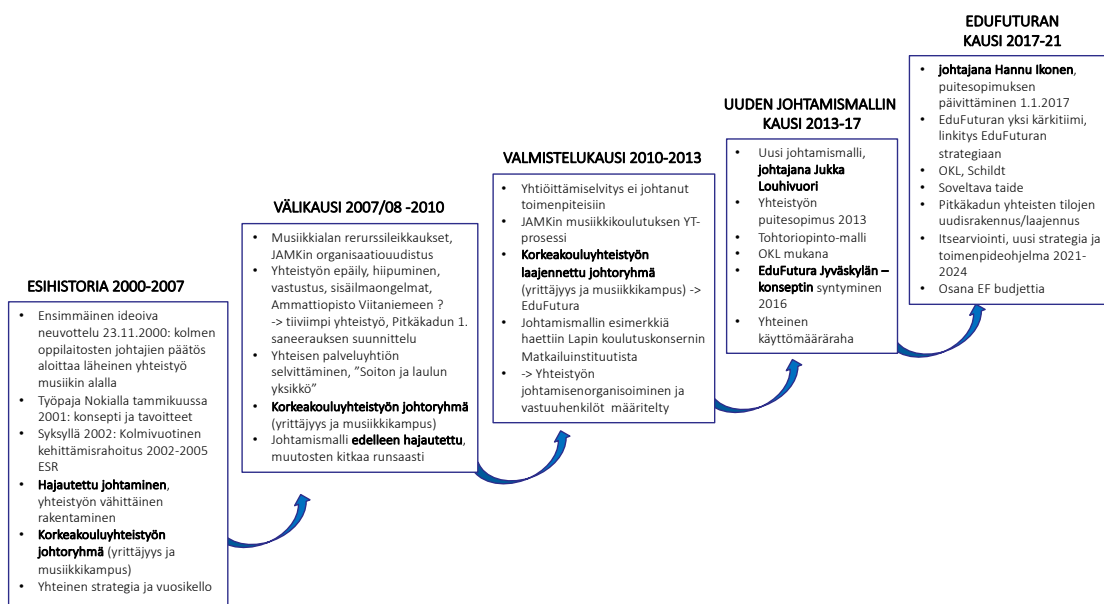 ESIHISTORIA 2000-2007
• Ensimmäinen ideoiva
neuvottelu 23.11.2000: kolmen
oppilaitosten johtajien päätös
aloittaa läheinen yhteistyö
musiikin alalla
• Työpaja Nokialla tammikuussa
2001: konsepti ja tavoitteet
• Syksyllä 2002: Kolmivuotinen
kehittämisrahoitus 2002-2005
ESR
• Hajautettu johtaminen,
yhteistyön vähittäinen
rakentaminen
• Korkeakouluyhteistyön
johtoryhmä (yrittäjyys ja
musiikkikampus)
• Yhteinen strategia ja vuosikello
VÄLIKAUSI 2007/08 -2010
• Musiikkialan rerurssileikkaukset,
JAMKin organisaatiouudistus
• Yhteistyön epäily, hiipuminen,
vastustus, sisäilmaongelmat,
Ammattiopisto Viitaniemeen ?
-> tiiviimpi yhteistyö, Pitkäkadun 1.
saneerauksen suunnittelu
• Yhteisen palveluyhtiön
selvittäminen, ”Soiton ja laulun
yksikkö”
• Korkeakouluyhteistyön johtoryhmä
(yrittäjyys ja musiikkikampus)
• Johtamismalli edelleen hajautettu,
muutosten kitkaa runsaasti
VALMISTELUKAUSI 2010-2013
• Yhtiöittämiselvitys ei johtanut
toimenpiteisiin
• JAMKin musiikkikoulutuksen YT-
prosessi
• Korkeakouluyhteistyön
laajennettu johtoryhmä
(yrittäjyys ja musiikkikampus) ->
EduFutura
• Johtamismallin esimerkkiä
haettiin Lapin koulutuskonsernin
Matkailuinstituutista
• -> Yhteistyön
johtamisenorganisoiminen ja
vastuuhenkilöt määritelty
UUDEN JOHTAMISMALLIN
KAUSI 2013-17
• Uusi johtamismalli,
johtajana Jukka
Louhivuori
• Yhteistyön
puitesopimus 2013
• Tohtoriopinto-malli
• OKL mukana
• EduFutura Jyväskylän –
konseptin syntyminen
2016
• Yhteinen
käyttömääräraha
EDUFUTURAN
KAUSI 2017-21
• johtajana Hannu Ikonen,
puitesopimuksen
päivittäminen 1.1.2017
• EduFuturan yksi kärkitiimi,
linkitys EduFuturan
strategiaan
• OKL, Schildt
• Soveltava taide
• Pitkäkadun yhteisten tilojen
uudisrakennus/laajennus
• Itsearviointi, uusi strategia ja
toimenpideohjelma 2021-
2024
• Osana EF budjettia